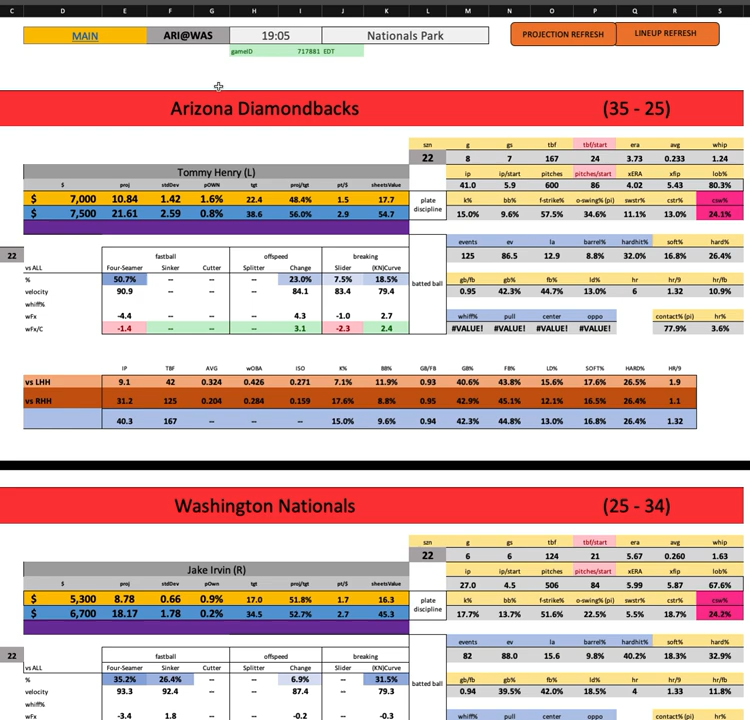 C D E F G H I J K L M N O P Q R S
MAIN ARI@WAS 19:05 Nationals Park PROJECTION REFRESH LINEUP REFRESH
gameID 717881 EDT
Arizona Diamondbacks (35 - 25)
szn g gs tbf tbf/start era avg whip
22 8 7 167 24 3.73 0.233 1.24
Tommy Henry (L) ip ip/start pitches pitches/start xERA xfip lob%
$ proj stdDev pOWN tgt proj/tgt pt/$ sheetsValue 41.0 5.9 600 86 4.02 5.43 80.3%
$ 7,000 10.84 1.42 1.6% 22.4 48.4% 1.5 17.7 plate discipline k% bb% f-strike% o-swing% (pi) swstr% cstr% csw%
$ 7,500 21.61 2.59 0.8% 38.6 56.0% 2.9 54.7 15.0% 9.6% 57.5% 34.6% 11.1% 13.0% 24.1%
events ev la barrel% hardhit% soft% hard%
22 fastball offspeed breaking batted ball 125 86.5 12.9 8.8% 32.0% 16.8% 26.4%
vs ALL Four-Seamer Sinker Cutter Splitter Change Slider (KN)Curve
% 50.7% -- -- -- 23.0% 7.5% 18.5% gb/fb gb% fb% ld% hr hr/9 hr/fb
velocity 90.9 -- -- -- 84.1 83.4 79.4 0.95 42.3% 44.7% 13.0% 6 1.32 10.9%
whiff%
wFx -4.4 4.3 -1.0 2.7 whiff% pull center oppo contact% (pi) hr%
wFx/C -1.4 -- -- -- 3.1 -2.3 2.4 #VALUE! #VALUE! #VALUE! #VALUE! 77.9% 3.6%
IP TBF AVG wOBA ISO K% BB% GB/FB GB% FB% LD% SOFT% HARD% HR/9
vs LHH 9.1 42 0.324 0.426 0.271 7.1% 11.9% 0.93 40.6% 43.8% 15.6% 17.6% 26.5% 1.9
vs RHH 31.2 125 0.204 0.284 0.159 17.6% 8.8% 0.95 42.9% 45.1% 12.1% 16.5% 26.4% 1.1
40.3 167 -- -- -- 15.0% 9.6% 0.94 42.3% 44.8% 13.0% 16.8% 26.4% 1.32
Washington Nationals (25 - 34)
szn g gs tbf tbf/start era avg whip
22 6 6 124 21 5.67 0.260 1.63
Jake Irvin (R) ip ip/start pitches pitches/start xERA xfip lob%
$ proj stdDev pOwn tgt proj/tgt pt/$ sheetsValue 27.0 4.5 506 84 5.99 5.87 67.6%
$ 5,300 8.78 0.66 0.9% 17.0 51.8% 1.7 16.3 plate discipline k% bb% f-strike% o-swing% (pi) swstr% cstr% csw%
$ 6,700 18.17 1.78 0.2% 34.5 52.7% 2.7 45.3 17.7% 13.7% 51.6% 22.5% 5.5% 18.7% 24.2%
events ev la barrel% hardhit% soft% hard%
22 fastball offspeed breaking batted ball 82 88.0 15.6 9.8% 40.2% 18.3% 32.9%
vs ALL Four-Seamer Sinker Cutter Splitter Change Slider (KN)Curve
% 35.2% 26.4% -- -- 6.9% -- 31.5% gb/fb gb% fb% ld% hr hr/9 hr/fb
velocity 93.3 92.4 -- -- 87.4 -- 79.3 0.94 39.5% 42.0% 18.5% 4 1.33 11.8%
whiff%
wFx -3.4 1.8 -0.2 -0.3 whiff% pull center oppo contact% (pi) hr%